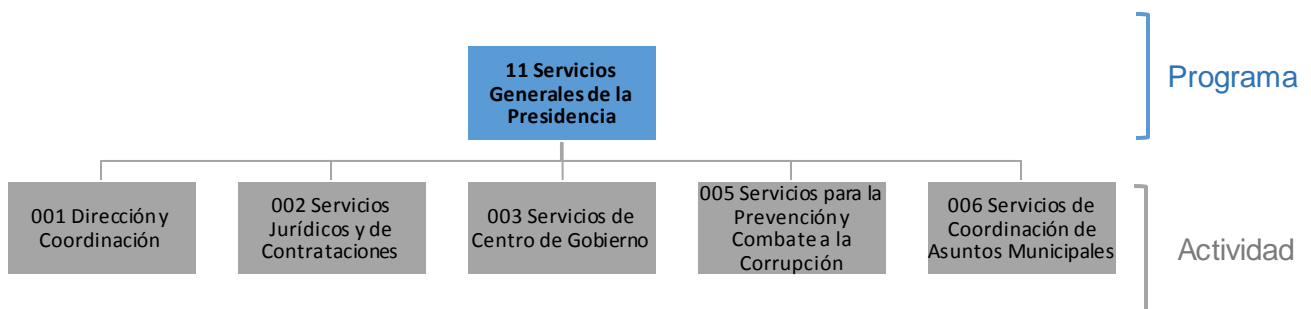 11 Servicios
Generales de la
Presidencia
Programa
001 Dirección y
Coordinación
002 Servicios
Jurídicos y de
Contrataciones
003 Servicios de
Centro de Gobierno
005 Servicios para la
Prevención y
Combate a la
Corrupción
006 Servicios de
Coordinación de
Asuntos Municipales
Actividad